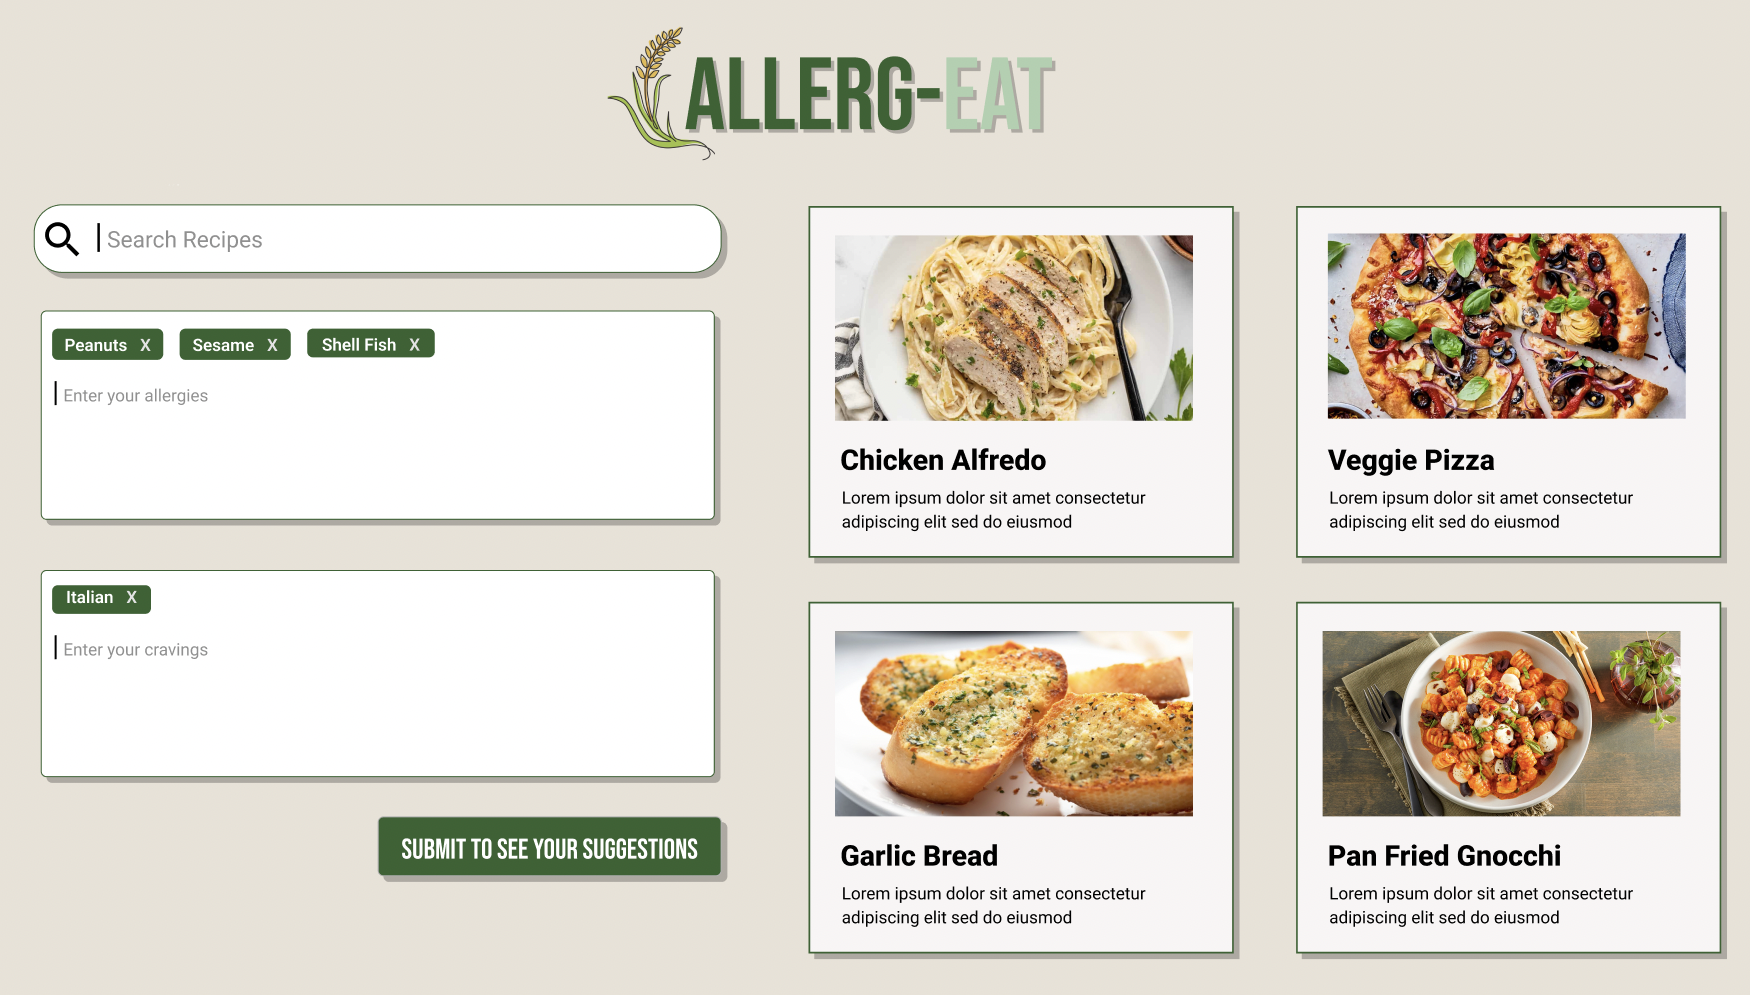 ALLERG-EAT
Search Recipes
Peanuts X Sesame X Shell Fish X
Enter your allergies
Italian X
Enter your cravings
SUBMIT TO SEE YOUR SUGGESTIONS
Chicken Alfredo
Lorem ipsum dolor sit amet consectetur
adipiscing elit sed do eiusmod
Veggie Pizza
Lorem ipsum dolor sit amet consectetur
adipiscing elit sed do eiusmod
Garlic Bread
Lorem ipsum dolor sit amet consectetur
adipiscing elit sed do eiusmod
Pan Fried Gnocchi
Lorem ipsum dolor sit amet consectetur
adipiscing elit sed do eiusmod